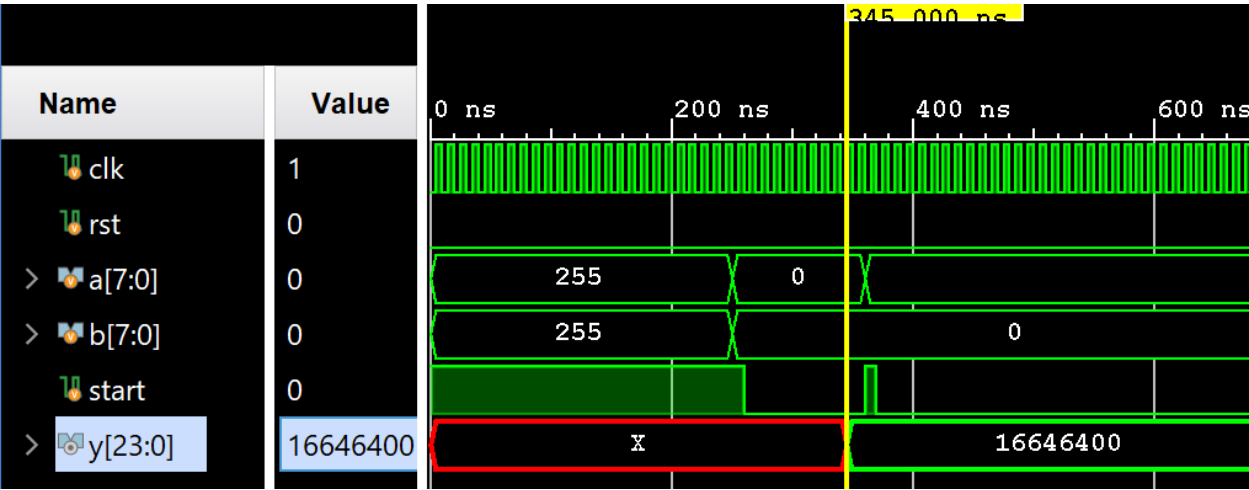 345.000 ns
Name Value 0 ns 200 ns 400 ns 600 ns
clk 1
rst 0
a[7:0] 0 255 0
b[7:0] 0 255 0
start 0
y[23:0] 16646400 X 16646400